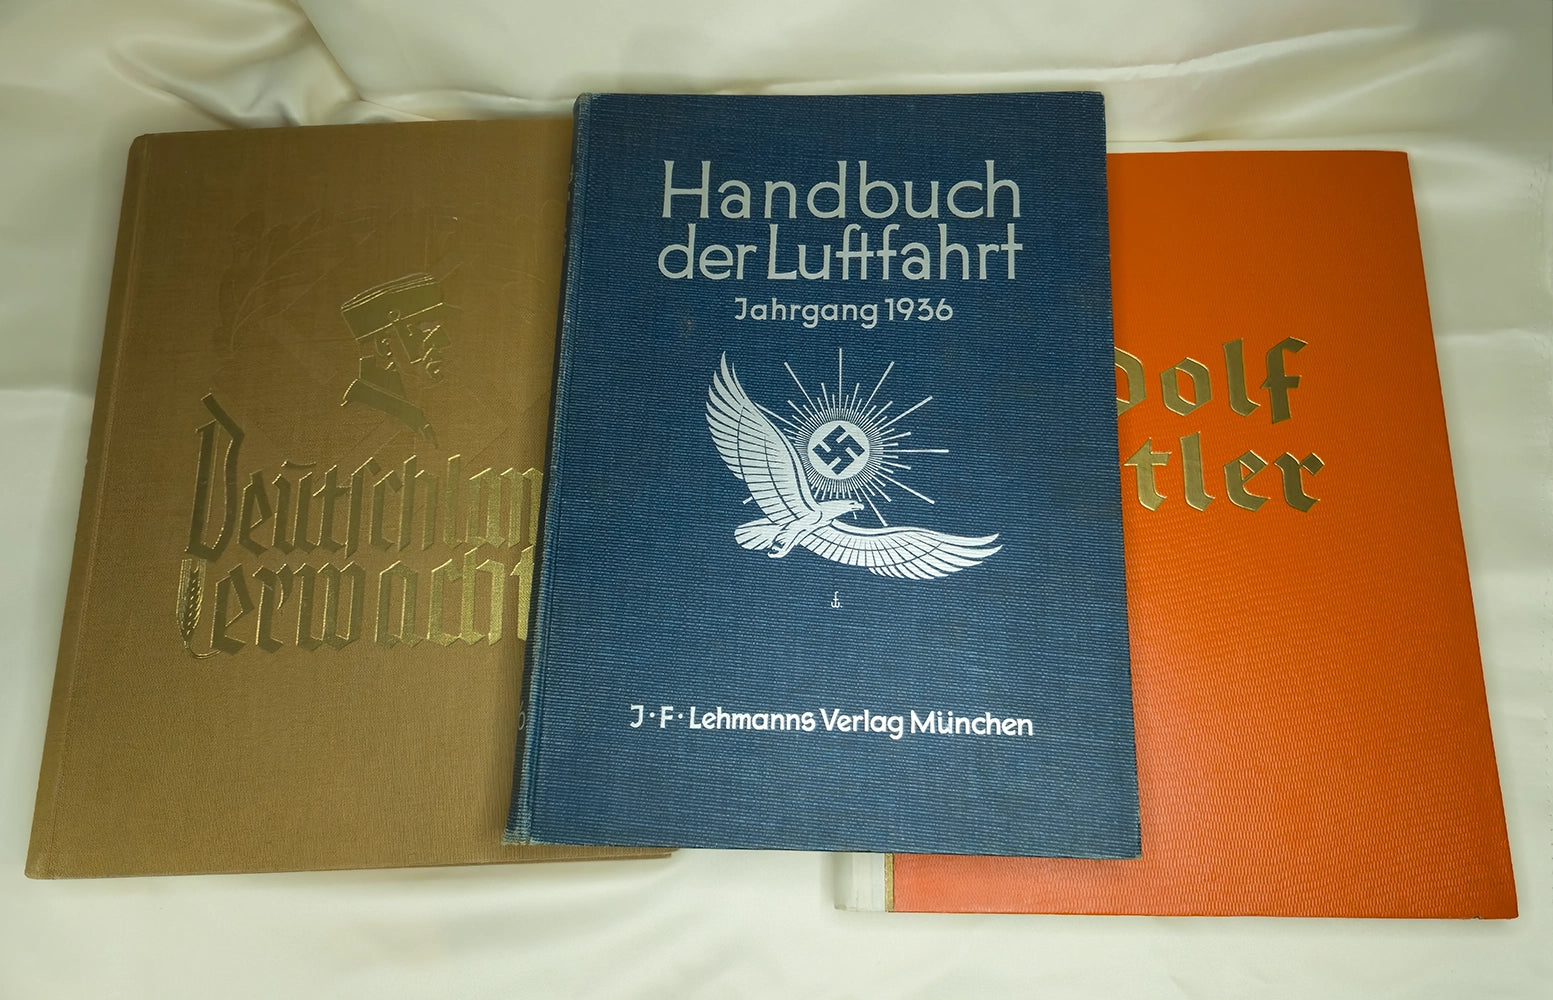 Deutschlan
erwacht
Handbuch
der Luftfahrt
Jahrgang 1936
J·F·Lehmanns Verlag München
dolf
tler